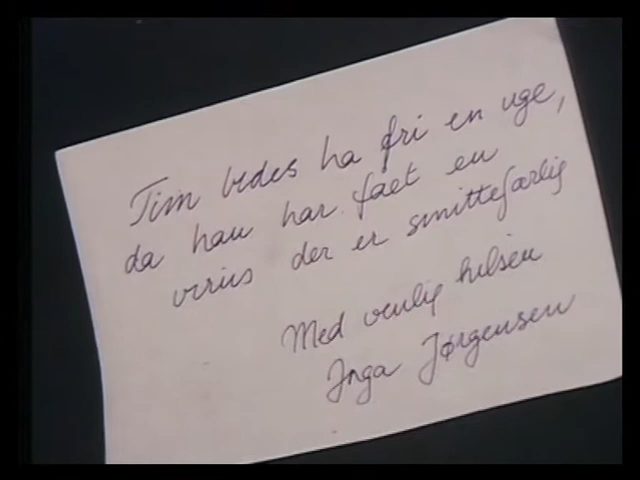 Tim bedes ha fri en uge,
da han har faet en
virus der er smittefarlig
Med venlig hilsen
Inga Jørgensen